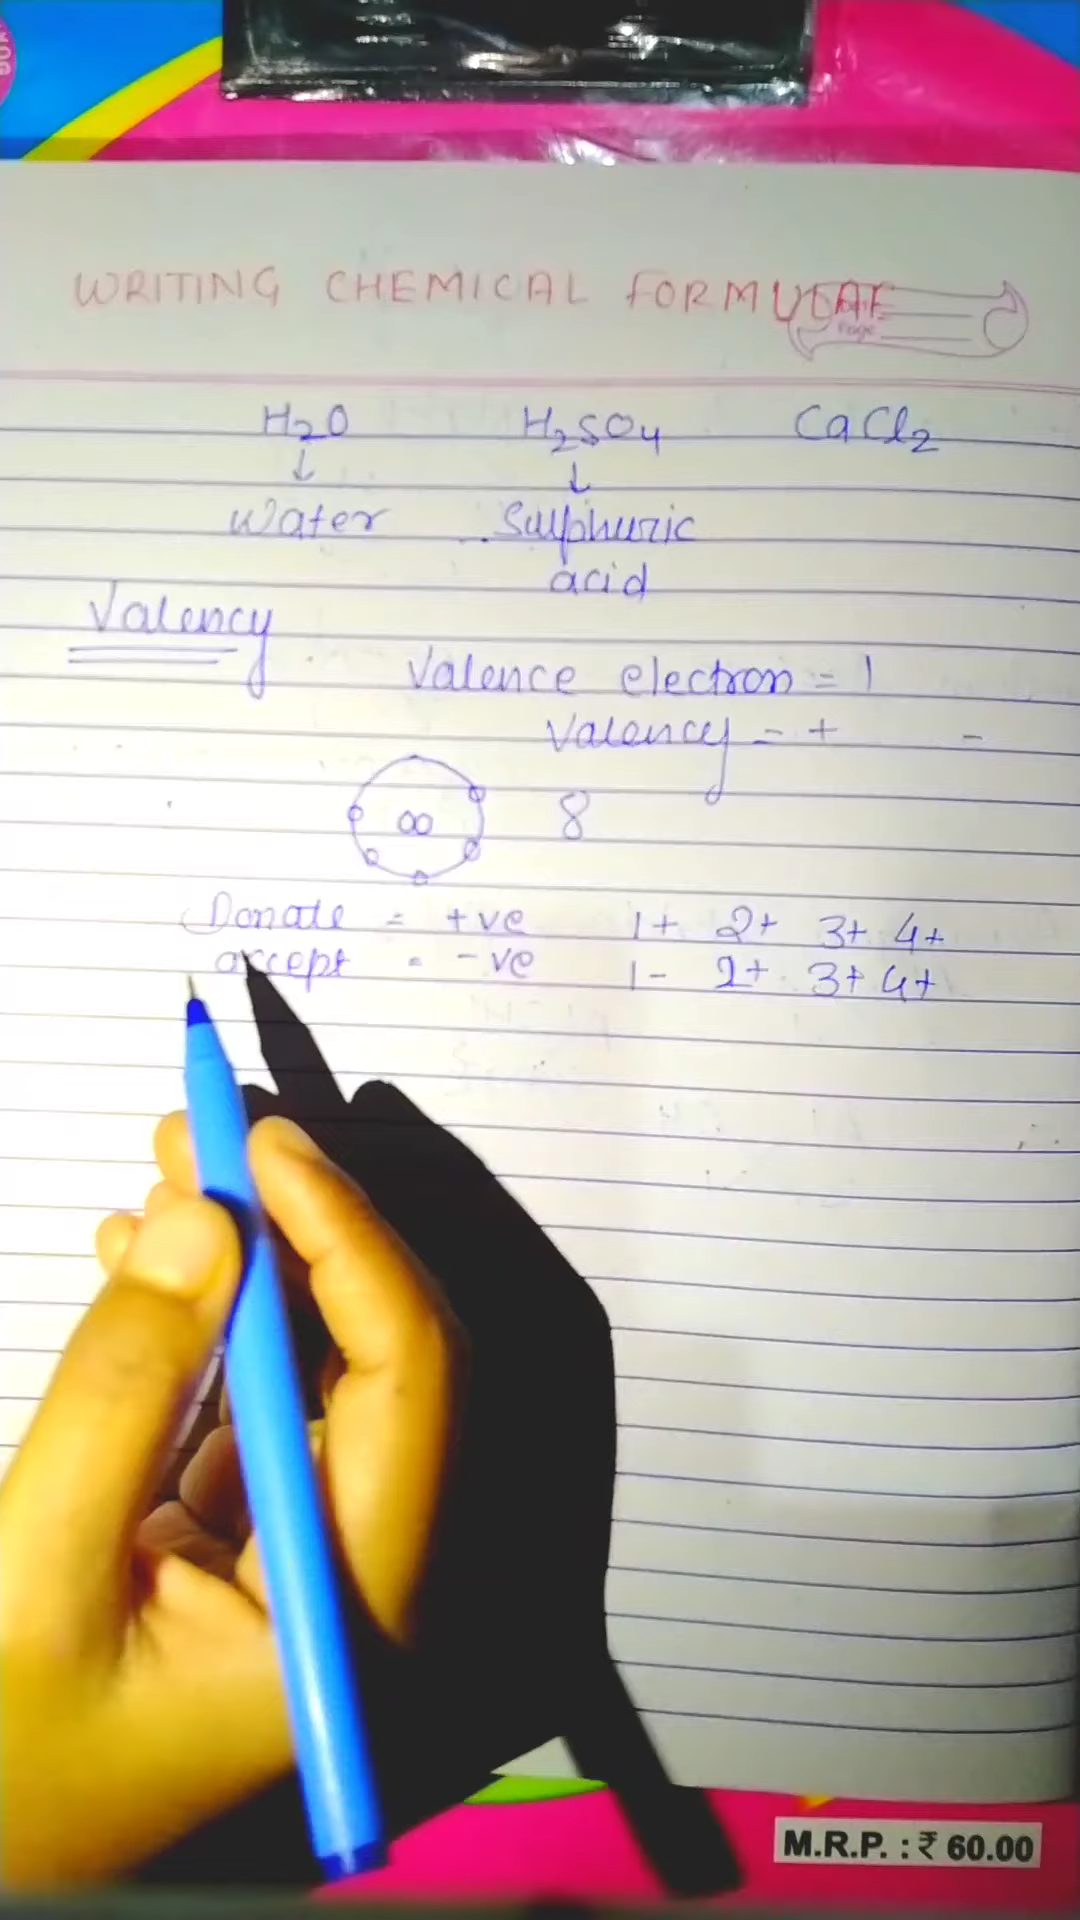 WRITING CHEMICAL FORMULAE
Page
H2O H2SO4 CaCl2
↓ ↓
Water Sulphuric
acid
Valency
Valence electron = 1
Valency - + -
8
Donate = +ve 1+ 2+ 3+ 4+
accept = -ve 1- 2+ 3+ 4+
M.R.P. : ₹ 60.00